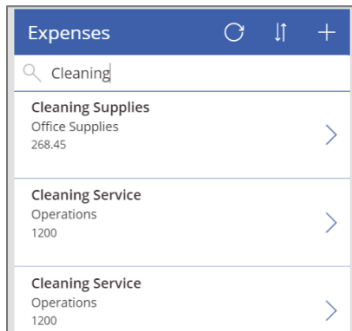 Expenses
Cleaning
Cleaning Supplies
Office Supplies
268.45
Cleaning Service
Operations
1200
Cleaning Service
Operations
1200